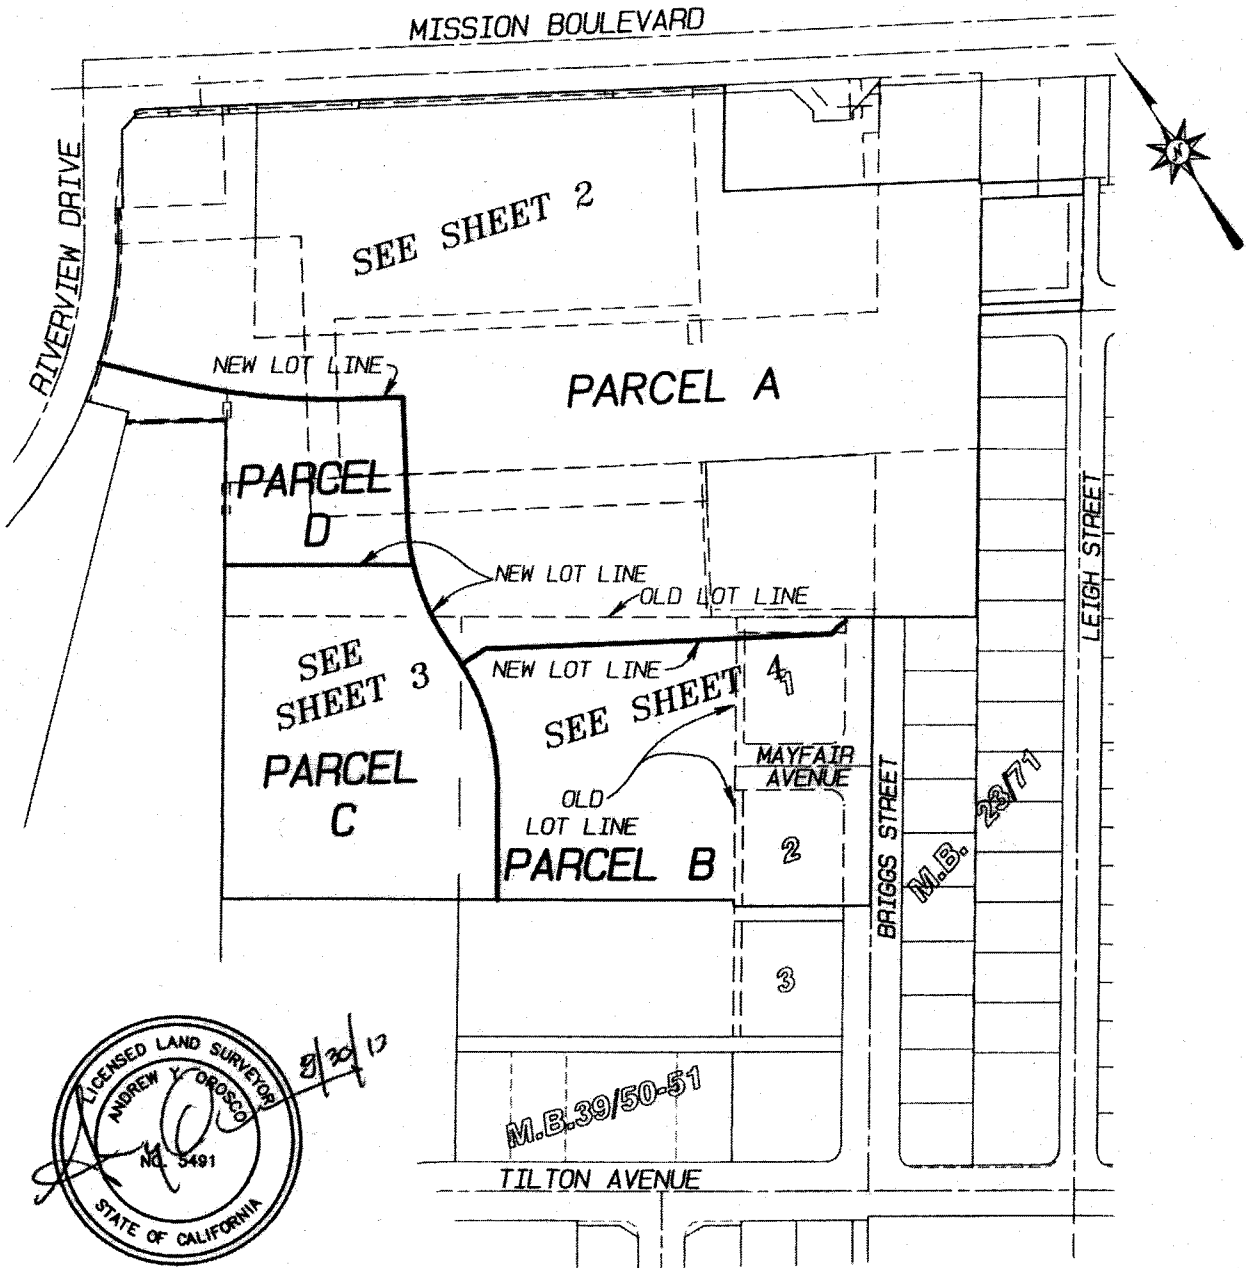 MISSION BOULEVARD
RIVERVIEW DRIVE
N
SEE SHEET 2
NEW LOT LINE
PARCEL A
PARCEL
D
NEW LOT LINE
OLD LOT LINE
LEIGH STREET
SEE
SHEET 3
NEW LOT LINE
SEE SHEET 4
1
PARCEL
C
MAYFAIR
AVENUE
OLD
LOT LINE
PARCEL B
2
BRIGGS STREET
M.B. 23/71
3
LICENSED LAND SURVEYOR
ANDREW Y. OROSCO
NO. 5491
STATE OF CALIFORNIA
M.B.39/50-51
TILTON AVENUE